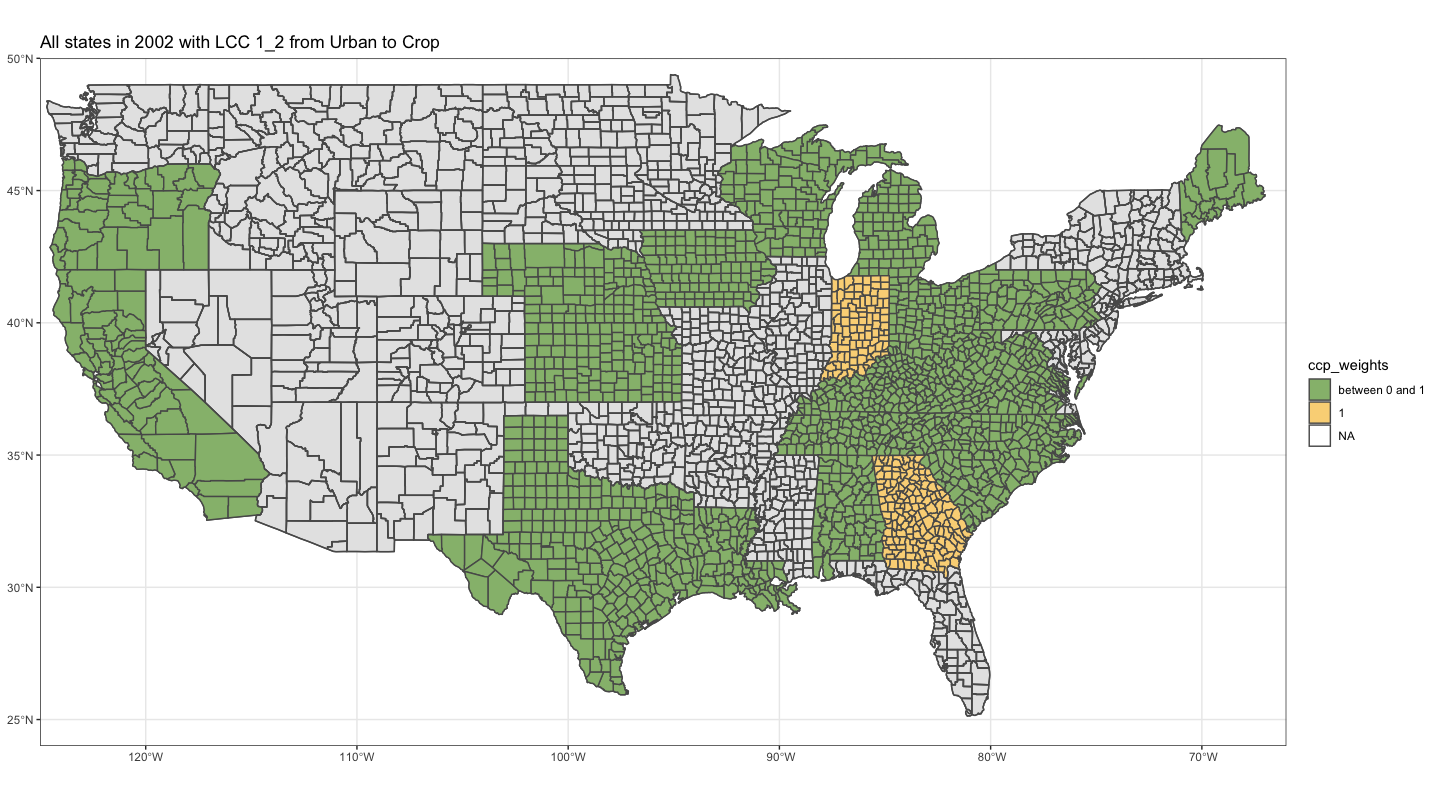 All states in 2002 with LCC 1_2 from Urban to Crop
50°N
45°N
40°N
35°N
30°N
25°N
120°W 110°W 100°W 90°W 80°W 70°W
ccp_weights
between 0 and 1
1
NA